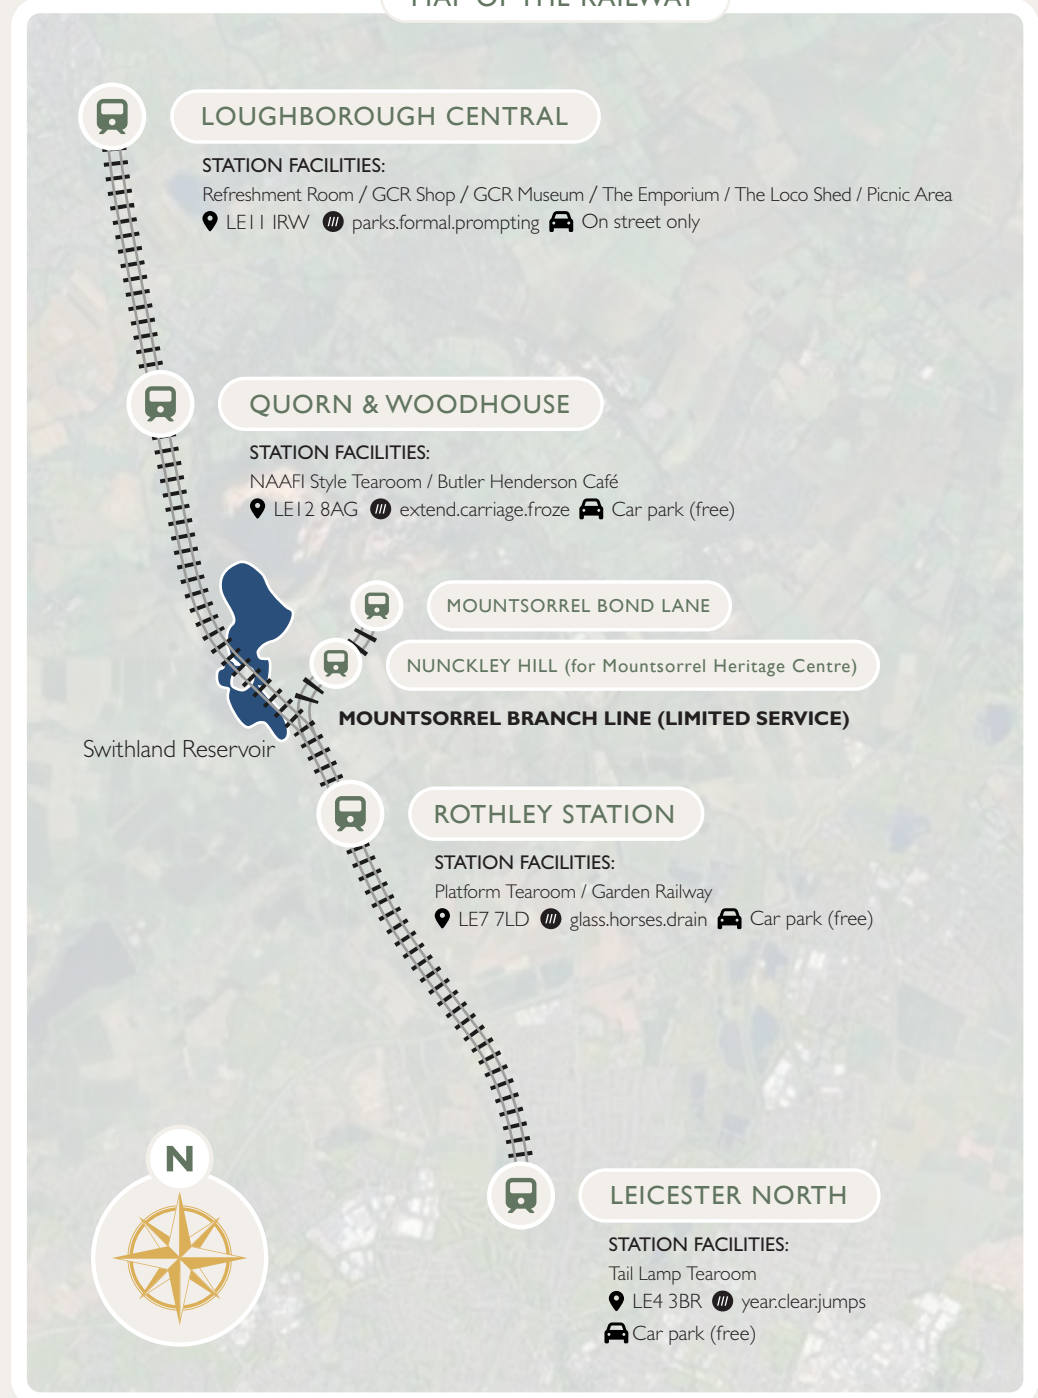 MAP OF THE RAILWAY
LOUGHBOROUGH CENTRAL
STATION FACILITIES:
Refreshment Room / GCR Shop / GCR Museum / The Emporium / The Loco Shed / Picnic Area
LE11 1RW /// parks.formal.prompting On street only
QUORN & WOODHOUSE
STATION FACILITIES:
NAAFI Style Tearoom / Butler Henderson Café
LE12 8AG /// extend.carriage.froze Car park (free)
MOUNTSORREL BOND LANE
NUNCKLEY HILL (for Mountsorrel Heritage Centre)
MOUNTSORREL BRANCH LINE (LIMITED SERVICE)
Swithland Reservoir
ROTHLEY STATION
STATION FACILITIES:
Platform Tearoom / Garden Railway
LE7 7LD /// glass.horses.drain Car park (free)
N
LEICESTER NORTH
STATION FACILITIES:
Tail Lamp Tearoom
LE4 3BR /// year.clear.jumps
Car park (free)